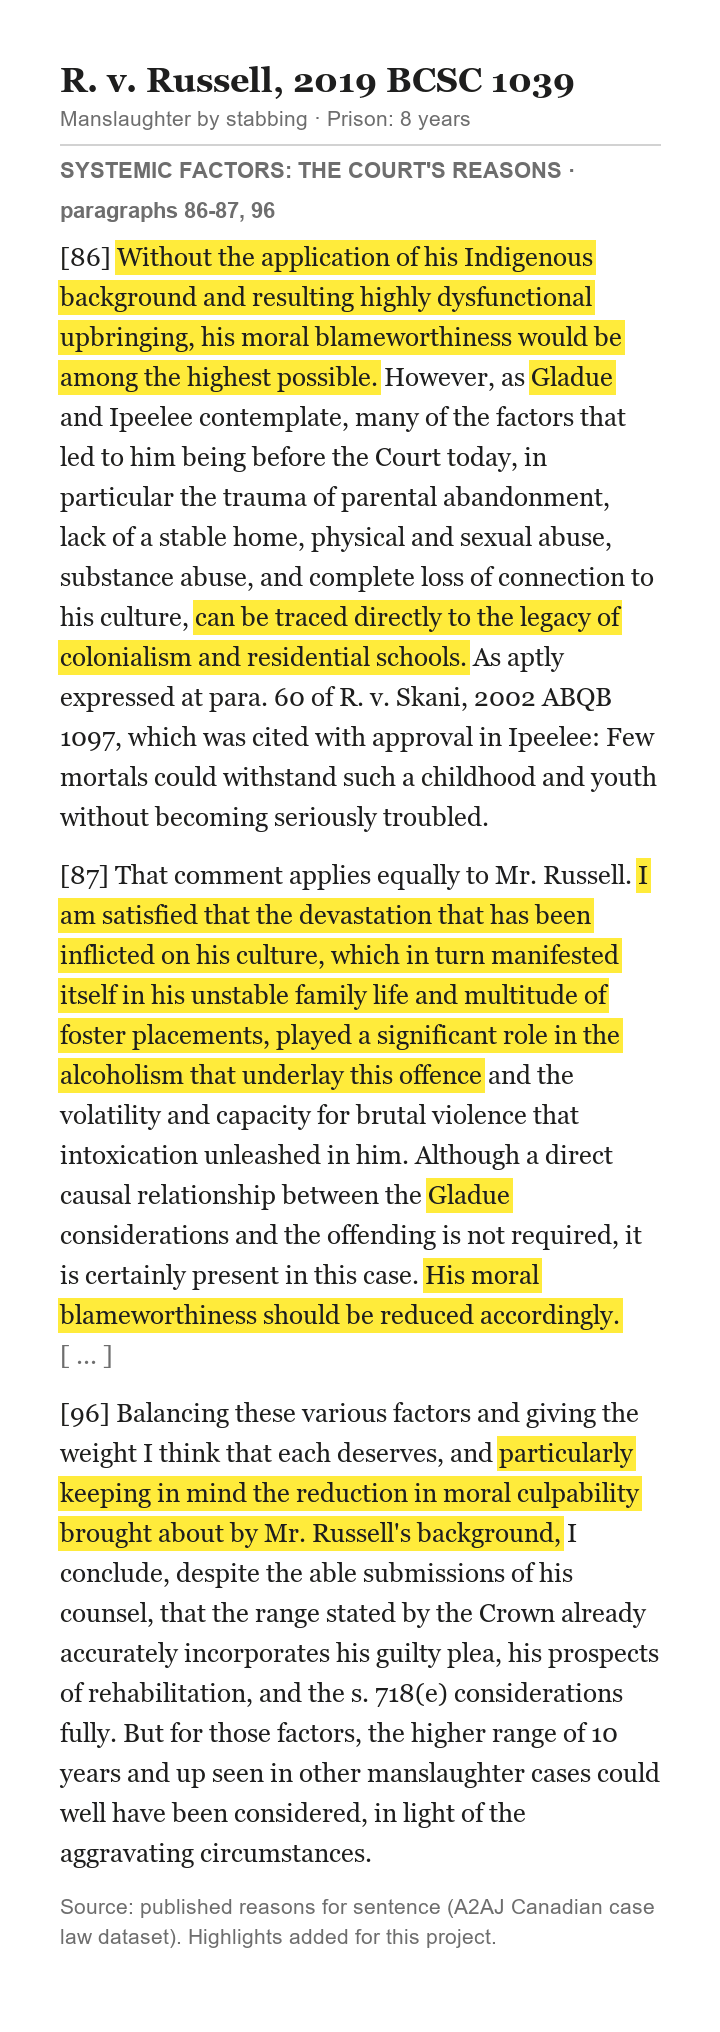 R. v. Russell, 2019 BCSC 1039
Manslaughter by stabbing · Prison: 8 years
SYSTEMIC FACTORS: THE COURT'S REASONS ·
paragraphs 86-87, 96
[86] Without the application of his Indigenous
background and resulting highly dysfunctional
upbringing, his moral blameworthiness would be
among the highest possible. However, as Gladue
and Ipeelee contemplate, many of the factors that
led to him being before the Court today, in
particular the trauma of parental abandonment,
lack of a stable home, physical and sexual abuse,
substance abuse, and complete loss of connection to
his culture, can be traced directly to the legacy of
colonialism and residential schools. As aptly
expressed at para. 60 of R. v. Skani, 2002 ABQB
1097, which was cited with approval in Ipeelee: Few
mortals could withstand such a childhood and youth
without becoming seriously troubled.
[87] That comment applies equally to Mr. Russell. I
am satisfied that the devastation that has been
inflicted on his culture, which in turn manifested
itself in his unstable family life and multitude of
foster placements, played a significant role in the
alcoholism that underlay this offence and the
volatility and capacity for brutal violence that
intoxication unleashed in him. Although a direct
causal relationship between the Gladue
considerations and the offending is not required, it
is certainly present in this case. His moral
blameworthiness should be reduced accordingly.
[ ... ]
[96] Balancing these various factors and giving the
weight I think that each deserves, and particularly
keeping in mind the reduction in moral culpability
brought about by Mr. Russell's background, I
conclude, despite the able submissions of his
counsel, that the range stated by the Crown already
accurately incorporates his guilty plea, his prospects
of rehabilitation, and the s. 718(e) considerations
fully. But for those factors, the higher range of 10
years and up seen in other manslaughter cases could
well have been considered, in light of the
aggravating circumstances.
Source: published reasons for sentence (A2AJ Canadian case
law dataset). Highlights added for this project.